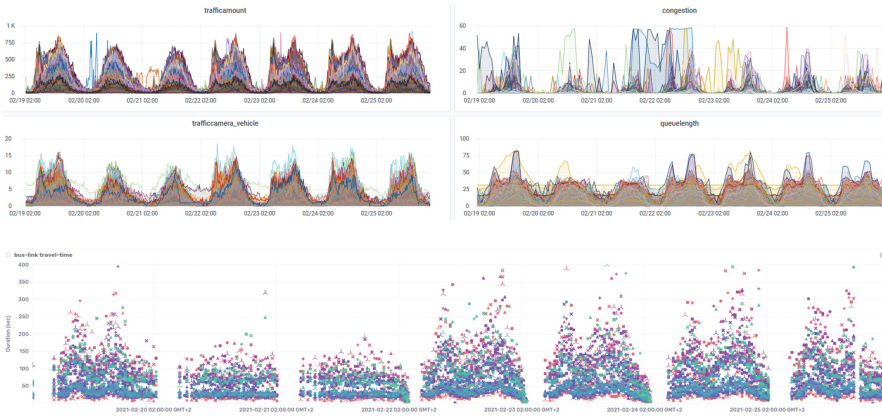 trafficamount
1 K
750
500
250
0
02/19 02:00 02/20 02:00 02/21 02:00 02/22 02:00 02/23 02:00 02/24 02:00 02/25 02:00
congestion
60
40
20
0
02/19 02:00 02/20 02:00 02/21 02:00 02/22 02:00 02/23 02:00 02/24 02:00 02/25 02:00
trafficcamera_vehicle
20
15
10
5
0
02/19 02:00 02/20 02:00 02/21 02:00 02/22 02:00 02/23 02:00 02/24 02:00 02/25 02:00
queuelength
100
75
50
25
0
02/19 02:00 02/20 02:00 02/21 02:00 02/22 02:00 02/23 02:00 02/24 02:00 02/25 02:00
bus-link travel-time
Duration (sec)
400
350
300
250
200
150
100
50
2021-02-20 02:00:00 GMT+2 2021-02-21 02:00:00 GMT+2 2021-02-22 02:00:00 GMT+2 2021-02-23 02:00:00 GMT+2 2021-02-24 02:00:00 GMT+2 2021-02-25 02:00:00 GMT+2